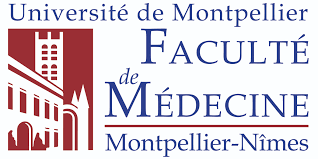 Université de Montpellier
FACULTÉ
de
MÉDECINE
Montpellier-Nîmes